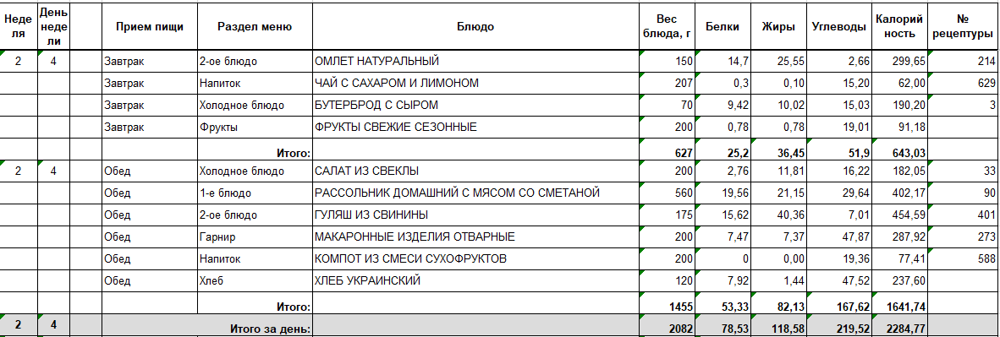 Неделя День недели Прием пищи Раздел меню Блюдо Вес блюда, г Белки Жиры Углеводы Калорийность № рецептуры
2 4 Завтрак 2-ое блюдо ОМЛЕТ НАТУРАЛЬНЫЙ 150 14,7 25,55 2,66 299,65 214
Завтрак Напиток ЧАЙ С САХАРОМ И ЛИМОНОМ 207 0,3 0,10 15,20 62,00 629
Завтрак Холодное блюдо БУТЕРБРОД С СЫРОМ 70 9,42 10,02 15,03 190,20 3
Завтрак Фрукты ФРУКТЫ СВЕЖИЕ СЕЗОННЫЕ 200 0,78 0,78 19,01 91,18
Итого: 627 25,2 36,45 51,9 643,03
2 4 Обед Холодное блюдо САЛАТ ИЗ СВЕКЛЫ 200 2,76 11,81 16,22 182,05 33
Обед 1-е блюдо РАССОЛЬНИК ДОМАШНИЙ С МЯСОМ СО СМЕТАНОЙ 560 19,56 21,15 29,64 402,17 90
Обед 2-ое блюдо ГУЛЯШ ИЗ СВИНИНЫ 175 15,62 40,36 7,01 454,59 401
Обед Гарнир МАКАРОННЫЕ ИЗДЕЛИЯ ОТВАРНЫЕ 200 7,47 7,37 47,87 287,92 273
Обед Напиток КОМПОТ ИЗ СМЕСИ СУХОФРУКТОВ 200 0 0,00 19,36 77,41 588
Обед Хлеб ХЛЕБ УКРАИНСКИЙ 120 7,92 1,44 47,52 237,60
Итого: 1455 53,33 82,13 167,62 1641,74
2 4 Итого за день: 2082 78,53 118,58 219,52 2284,77